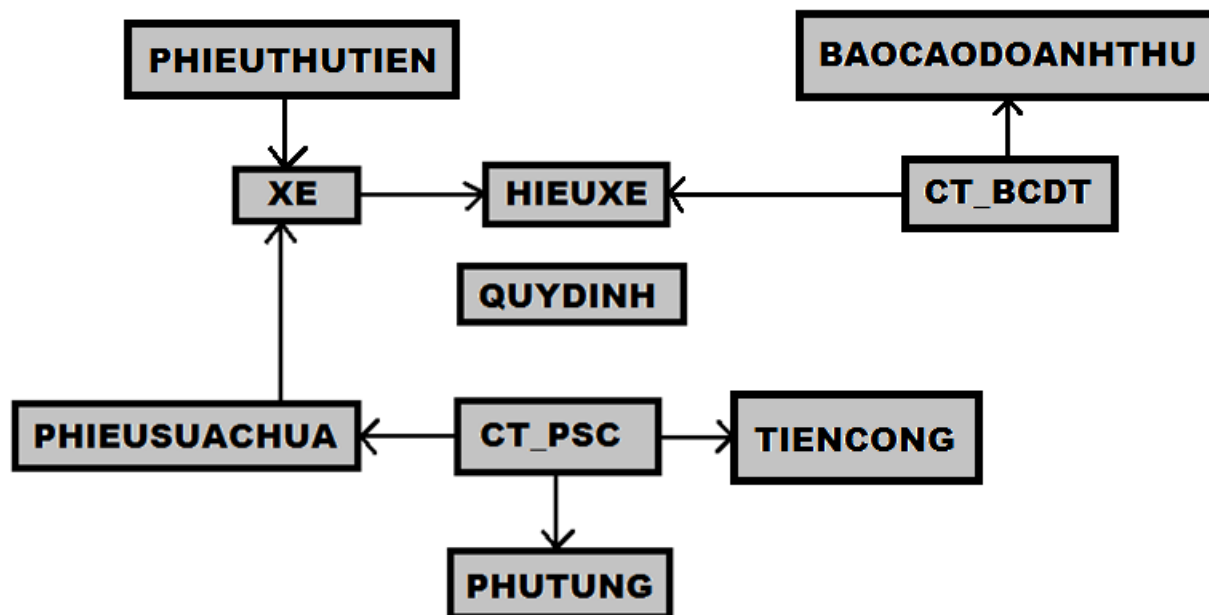 PHIEUTHUTIEN
BAOCAODOANHTHU
XE
HIEUXE
CT_BCDT
QUYDINH
PHIEUSUACHUA
CT_PSC
TIENCONG
PHUTUNG